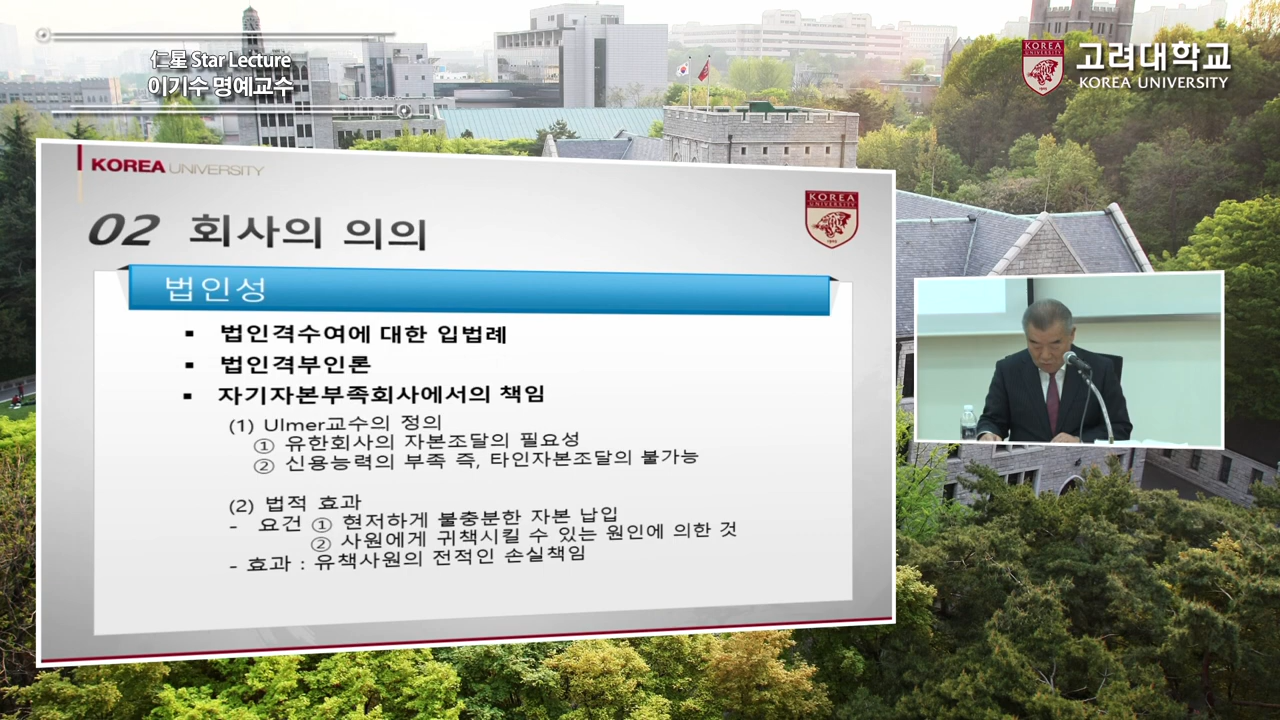 仁星 Star Lecture
이기수 명예교수
KOREA UNIVERSITY
고려대학교
KOREA UNIVERSITY
KOREA UNIVERSITY
KOREA
UNIVERSITY
02 회사의 의의
법인성
▪ 법인격수여에 대한 입법례
▪ 법인격부인론
▪ 자기자본부족회사에서의 책임
(1) Ulmer교수의 정의
① 유한회사의 자본조달의 필요성
② 신용능력의 부족 즉, 타인자본조달의 불가능
(2) 법적 효과
- 요건 ① 현저하게 불충분한 자본 납입
② 사원에게 귀책시킬 수 있는 원인에 의한 것
- 효과 : 유책사원의 전적인 손실책임